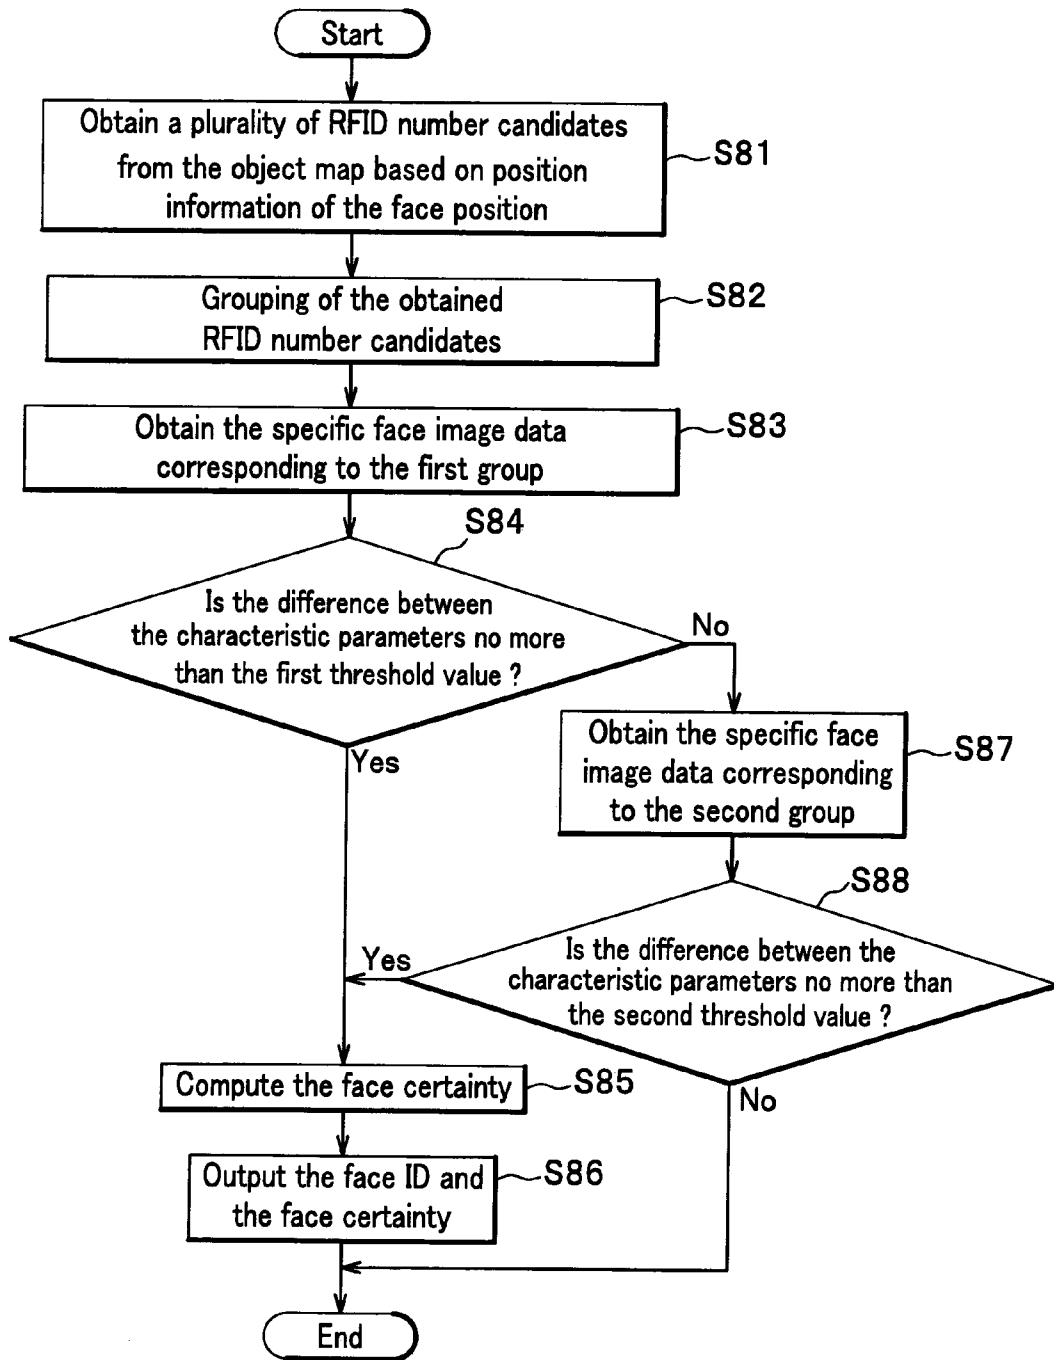 Start
Obtain a plurality of RFID number candidates
from the object map based on position
information of the face position
S81
Grouping of the obtained
RFID number candidates
S82
Obtain the specific face image data
corresponding to the first group
S83
S84
Is the difference between
the characteristic parameters no more
than the first threshold value ?
No
Yes
Obtain the specific face
image data corresponding
to the second group
S87
S88
Is the difference between the
characteristic parameters no more than
the second threshold value ?
Yes
No
Compute the face certainty
S85
Output the face ID and
the face certainty
S86
End